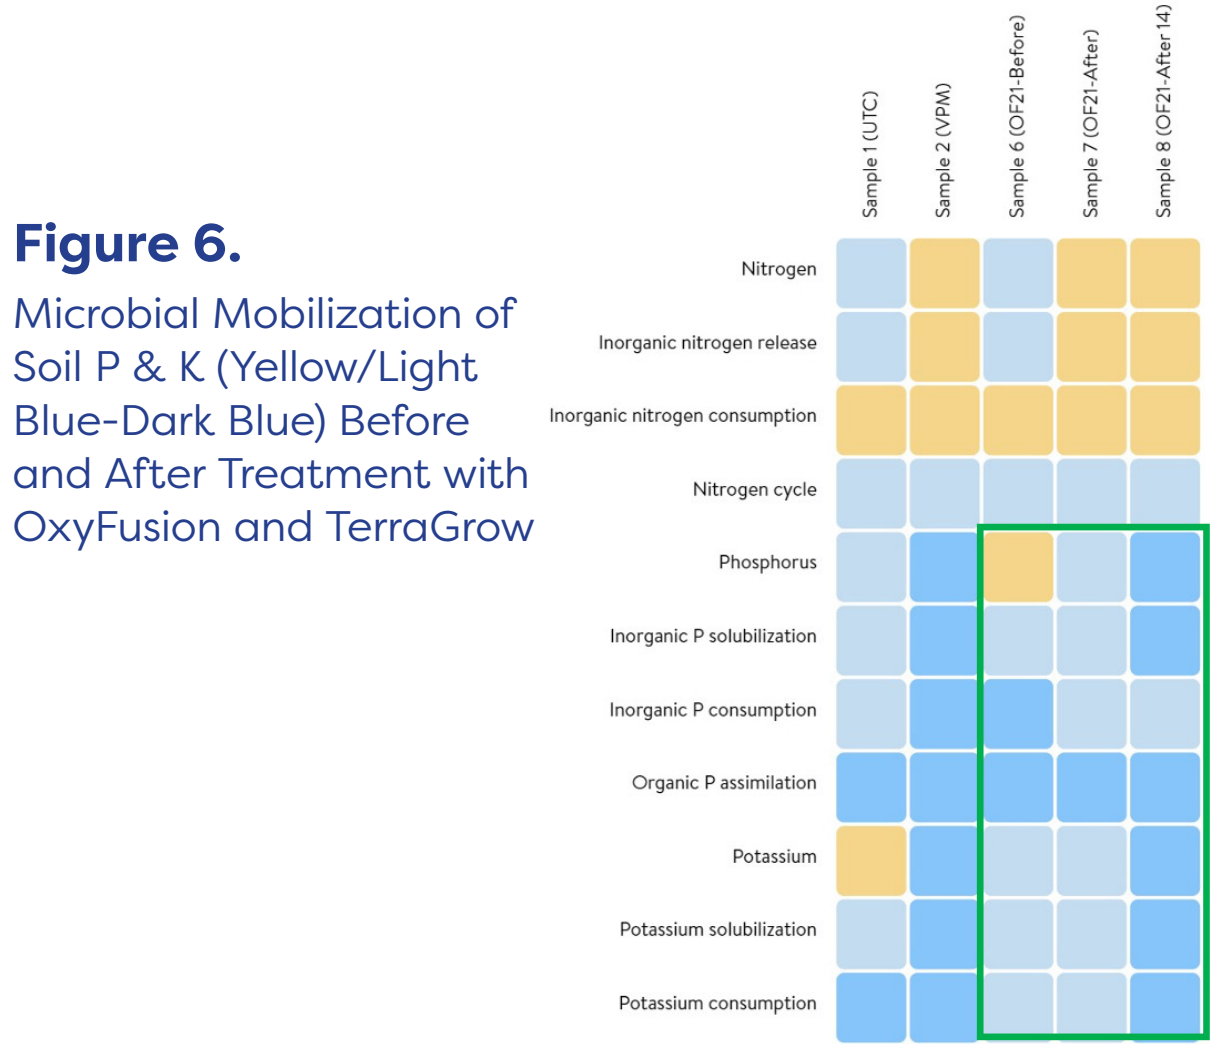 Figure 6.
Microbial Mobilization of
Soil P & K (Yellow/Light
Blue-Dark Blue) Before
and After Treatment with
OxyFusion and TerraGrow
Sample 1 (UTC)
Sample 2 (VPM)
Sample 6 (OF21-Before)
Sample 7 (OF21-After)
Sample 8 (OF21-After 14)
Nitrogen
Inorganic nitrogen release
Inorganic nitrogen consumption
Nitrogen cycle
Phosphorus
Inorganic P solubilization
Inorganic P consumption
Organic P assimilation
Potassium
Potassium solubilization
Potassium consumption